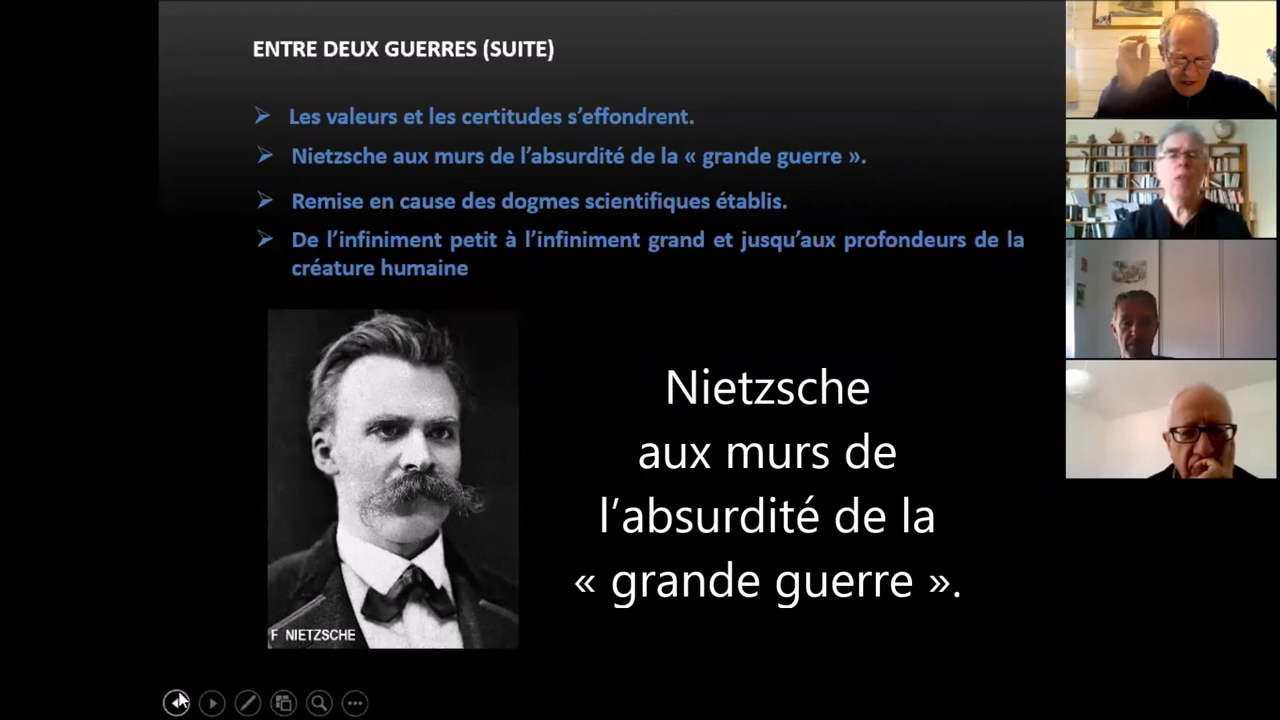 ENTRE DEUX GUERRES (SUITE)
Les valeurs et les certitudes s’effondrent.
Nietzsche aux murs de l’absurdité de la « grande guerre ».
Remise en cause des dogmes scientifiques établis.
De l’infiniment petit à l’infiniment grand et jusqu’aux profondeurs de la
créature humaine
Nietzsche
aux murs de
l’absurdité de la
« grande guerre ».
F NIETZSCHE